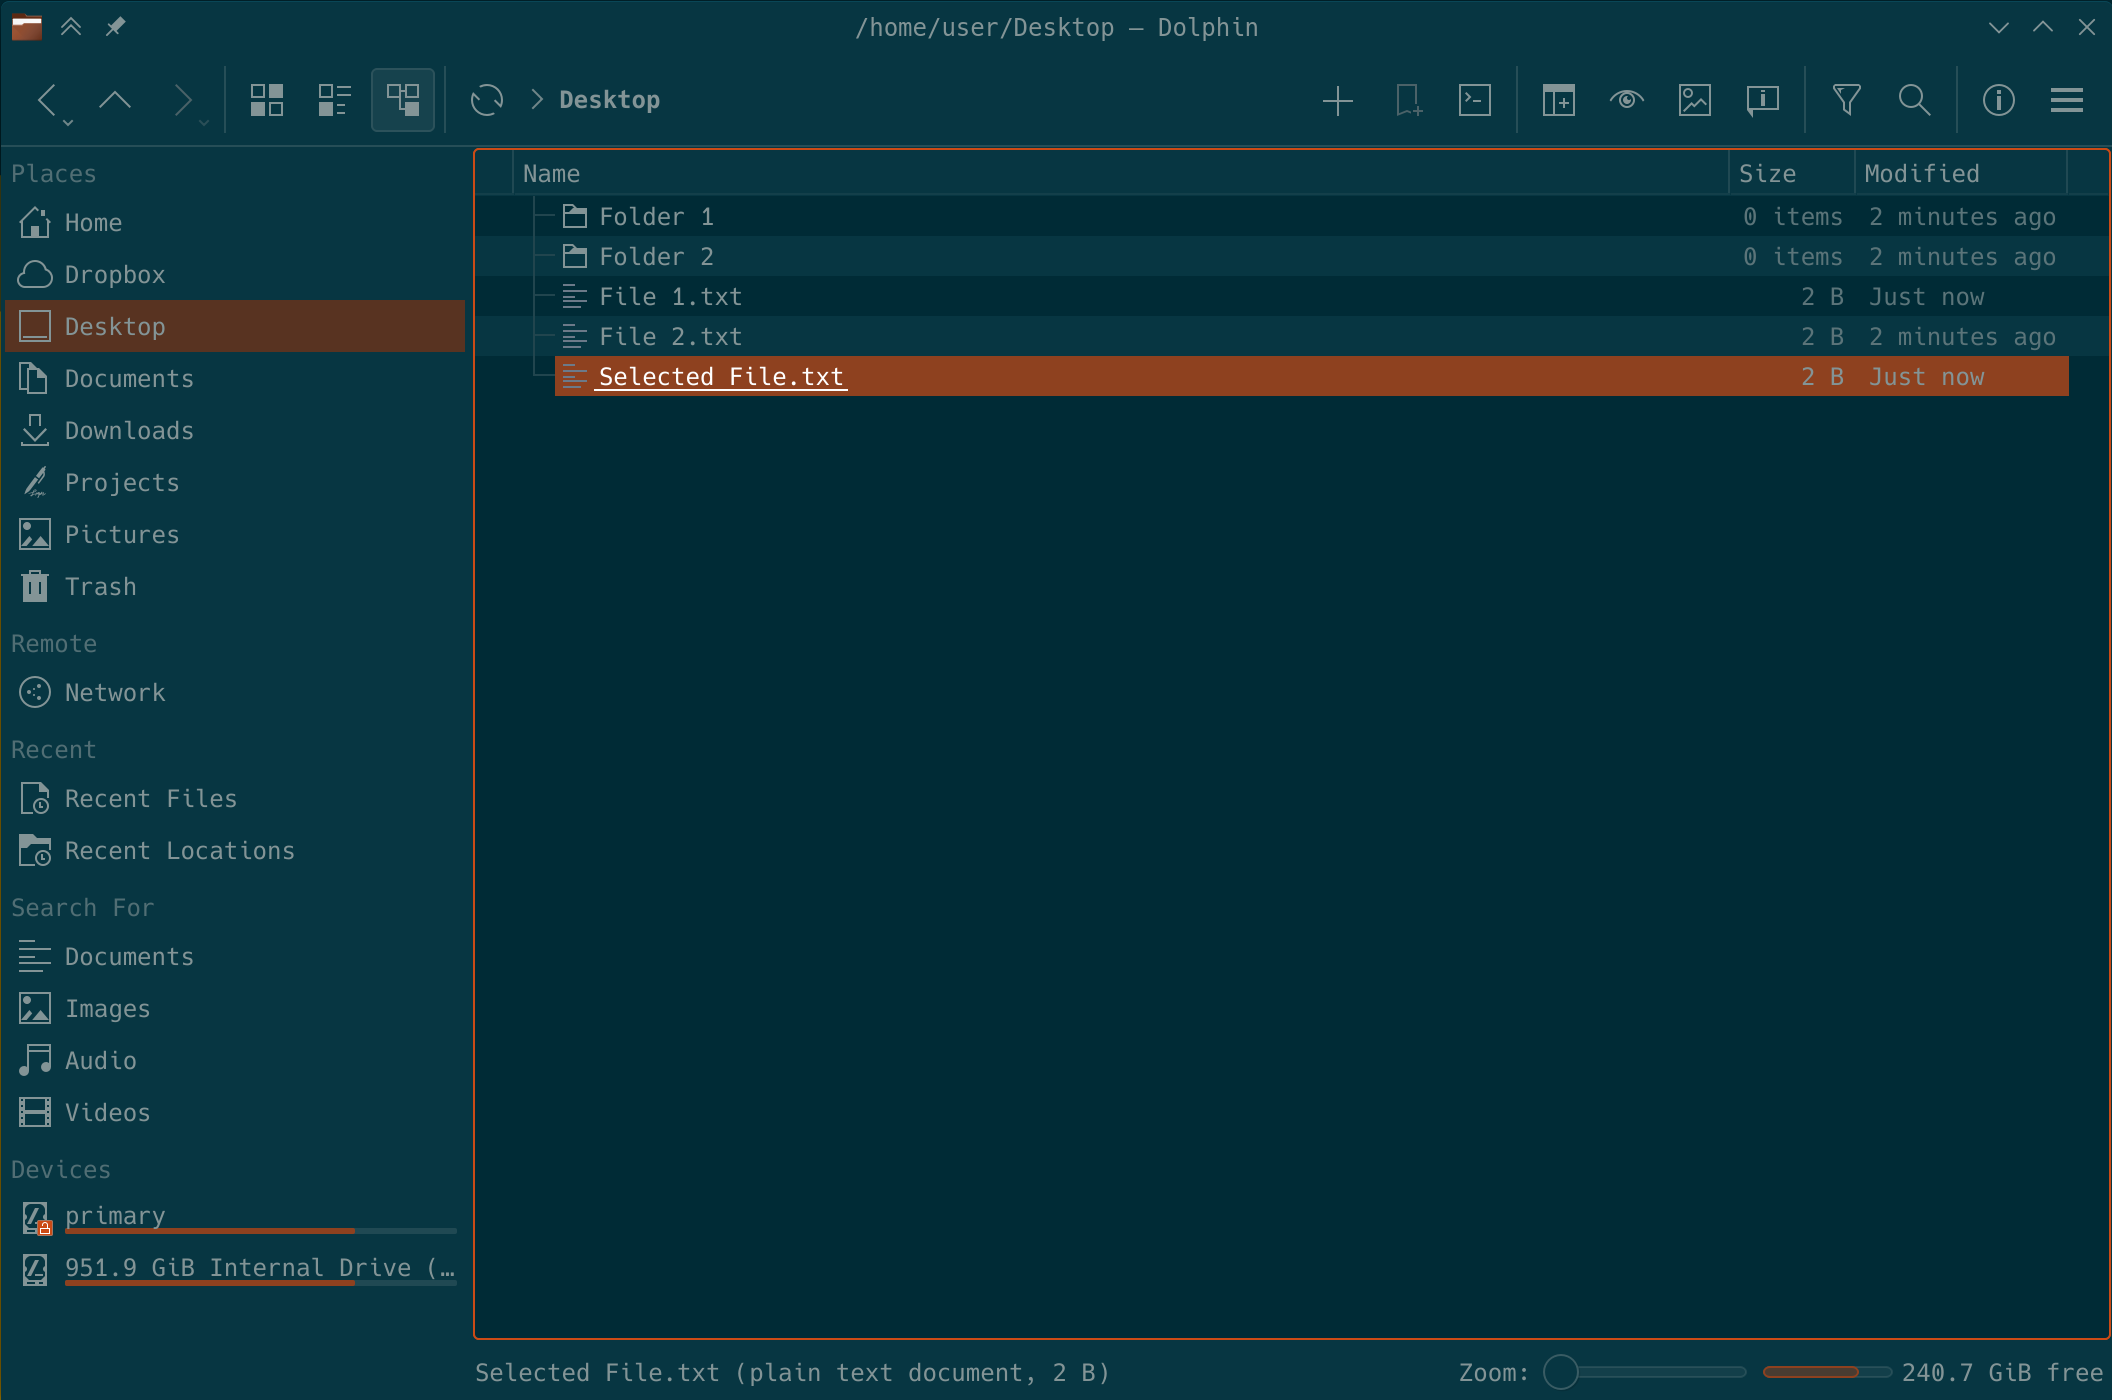 /home/user/Desktop — Dolphin
Desktop
Places
Home
Dropbox
Desktop
Documents
Downloads
Projects
Pictures
Trash
Remote
Network
Recent
Recent Files
Recent Locations
Search For
Documents
Images
Audio
Videos
Devices
primary
951.9 GiB Internal Drive (…
Name Size Modified
Folder 1 0 items 2 minutes ago
Folder 2 0 items 2 minutes ago
File 1.txt 2 B Just now
File 2.txt 2 B 2 minutes ago
Selected File.txt 2 B Just now
Selected File.txt (plain text document, 2 B) Zoom: 240.7 GiB free